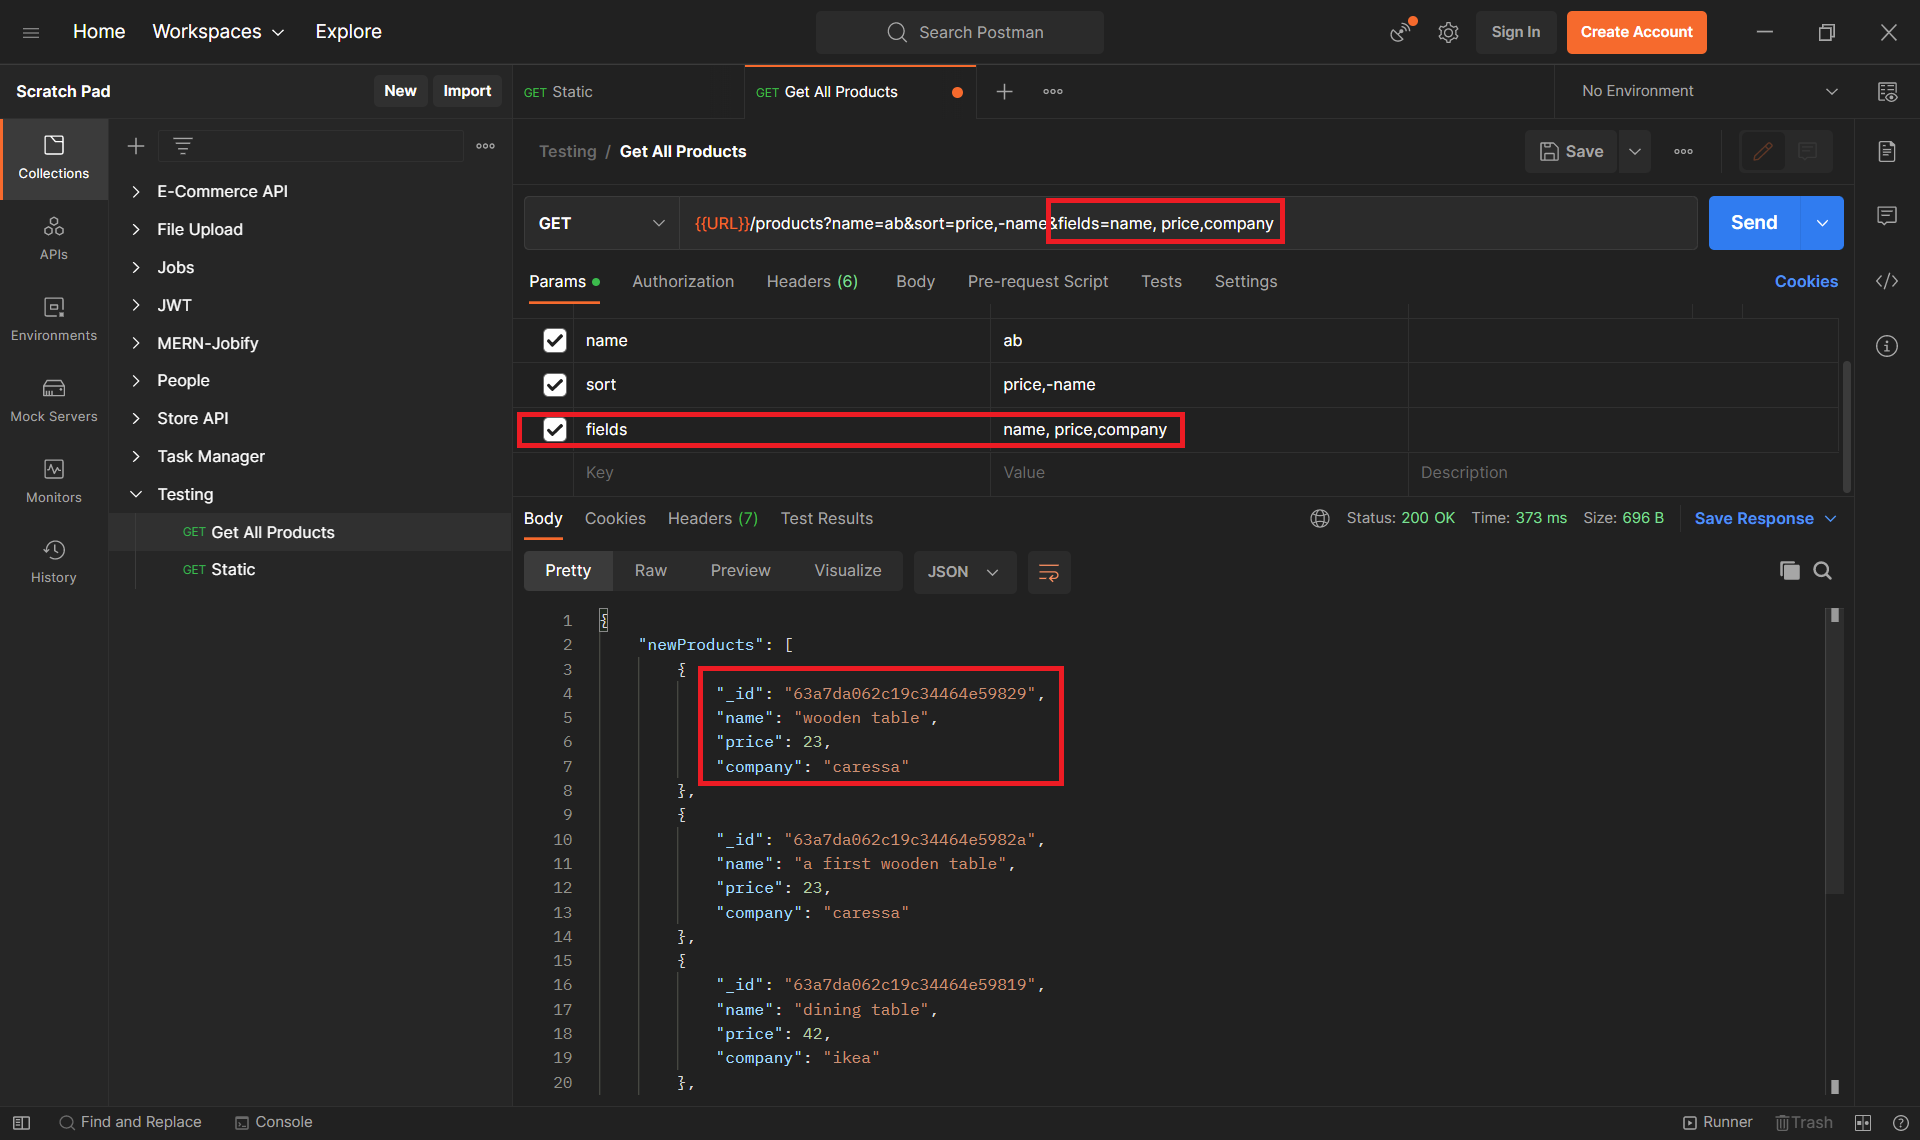 Home Workspaces Explore Search Postman Sign In Create Account
Scratch Pad New Import GET Static GET Get All Products No Environment
Collections
APIs
Environments
Mock Servers
Monitors
History
E-Commerce API
File Upload
Jobs
JWT
MERN-Jobify
People
Store API
Task Manager
Testing
GET Get All Products
GET Static
Testing / Get All Products Save
GET {{URL}}/products?name=ab&sort=price,-name&fields=name, price,company Send
Params Authorization Headers (6) Body Pre-request Script Tests Settings Cookies
name ab
sort price,-name
fields name, price,company
Key Value Description
Body Cookies Headers (7) Test Results Status: 200 OK Time: 373 ms Size: 696 B Save Response
Pretty Raw Preview Visualize JSON
1 {
2 "newProducts": [
3 {
4 "_id": "63a7da062c19c34464e59829",
5 "name": "wooden table",
6 "price": 23,
7 "company": "caressa"
8 },
9 {
10 "_id": "63a7da062c19c34464e5982a",
11 "name": "a first wooden table",
12 "price": 23,
13 "company": "caressa"
14 },
15 {
16 "_id": "63a7da062c19c34464e59819",
17 "name": "dining table",
18 "price": 42,
19 "company": "ikea"
20 },
Find and Replace Console Runner Trash